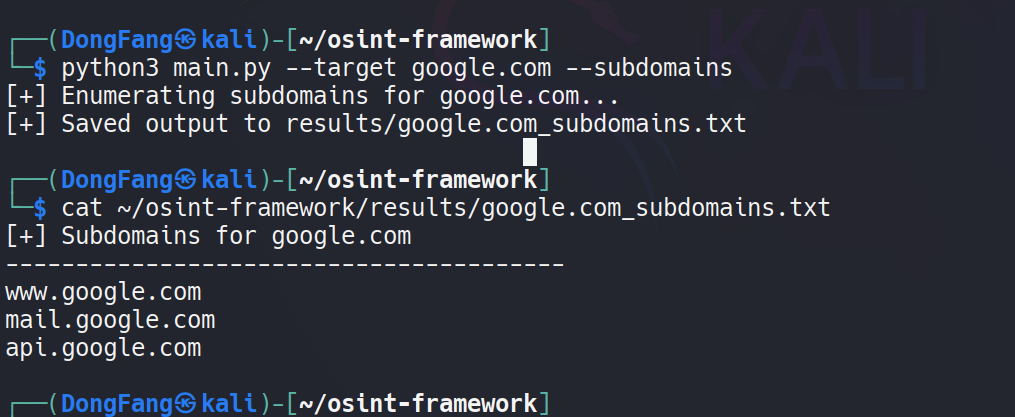 ┌──(DongFang㉿kali)-[~/osint-framework]
└─$ python3 main.py --target google.com --subdomains
[+] Enumerating subdomains for google.com...
[+] Saved output to results/google.com_subdomains.txt
┌──(DongFang㉿kali)-[~/osint-framework]
└─$ cat ~/osint-framework/results/google.com_subdomains.txt
[+] Subdomains for google.com
----------------------------------------
www.google.com
mail.google.com
api.google.com
┌──(DongFang㉿kali)-[~/osint-framework]
KALI